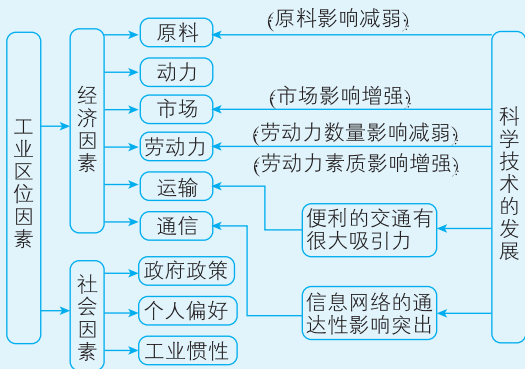 工业区位因素
经济因素
原料
动力
市场
劳动力
运输
通信
社会因素
政府政策
个人偏好
工业惯性
(原料影响减弱)
(市场影响增强)
(劳动力数量影响减弱)
(劳动力素质影响增强)
便利的交通有
很大吸引力
信息网络的通
达性影响突出
科学技术的发展